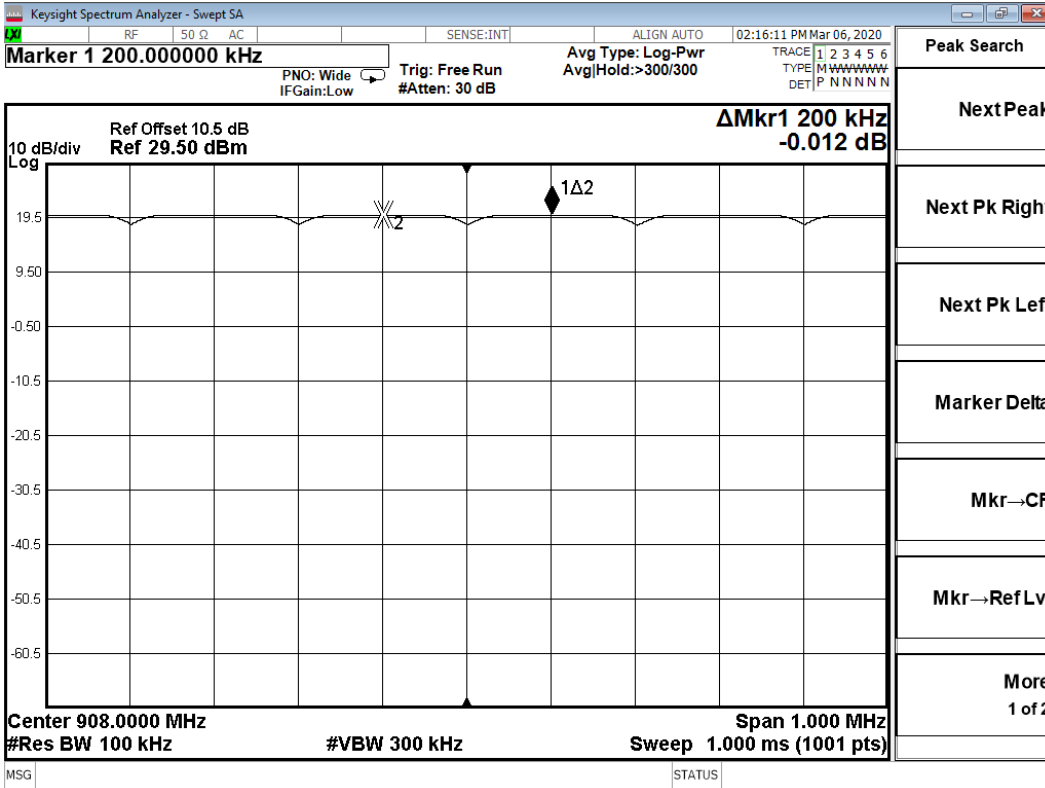 Keysight Spectrum Analyzer - Swept SA
LXI RF 50 Ω AC SENSE:INT ALIGN AUTO 02:16:11 PM Mar 06, 2020
Marker 1 200.000000 kHz
PNO: Wide
IFGain:Low
Trig: Free Run
#Atten: 30 dB
Avg Type: Log-Pwr
Avg|Hold:>300/300
TRACE 1 2 3 4 5 6
TYPE M WWWWW
DET P N N N N N
Ref Offset 10.5 dB
10 dB/div Ref 29.50 dBm
Log
ΔMkr1 200 kHz
-0.012 dB
1Δ2
2
19.5
9.50
-0.50
-10.5
-20.5
-30.5
-40.5
-50.5
-60.5
Center 908.0000 MHz Span 1.000 MHz
#Res BW 100 kHz #VBW 300 kHz Sweep 1.000 ms (1001 pts)
MSG STATUS
Peak Search
Next Peak
Next Pk Right
Next Pk Left
Marker Delta
Mkr→CF
Mkr→Ref Lv
More
1 of 2